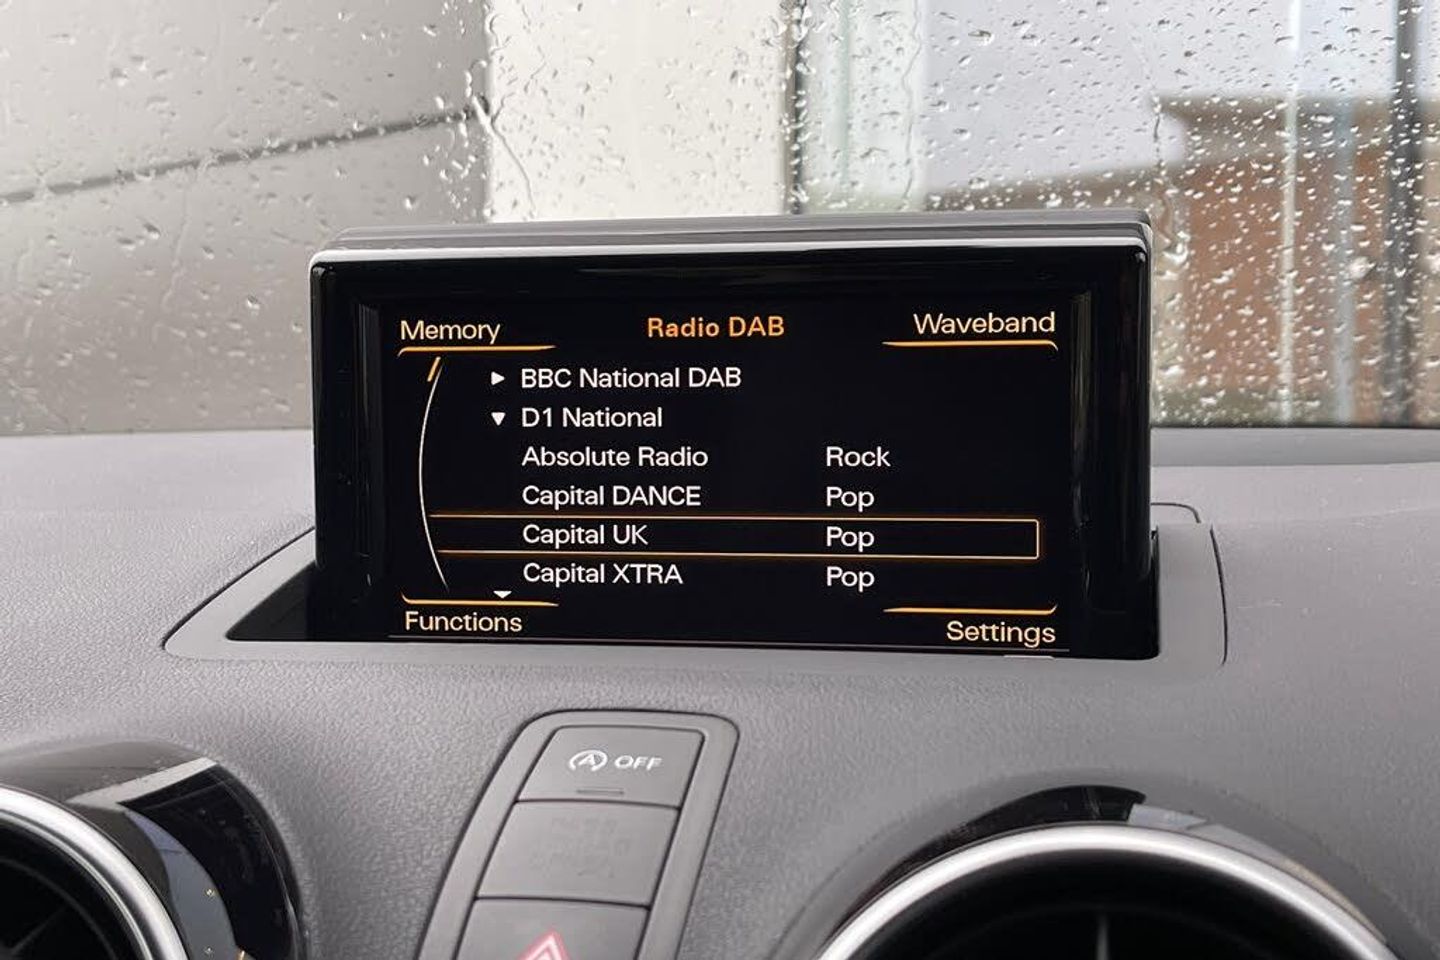 Memory Radio DAB Waveband
BBC National DAB
D1 National
Absolute Radio Rock
Capital DANCE Pop
Capital UK Pop
Capital XTRA Pop
Functions Settings
A OFF